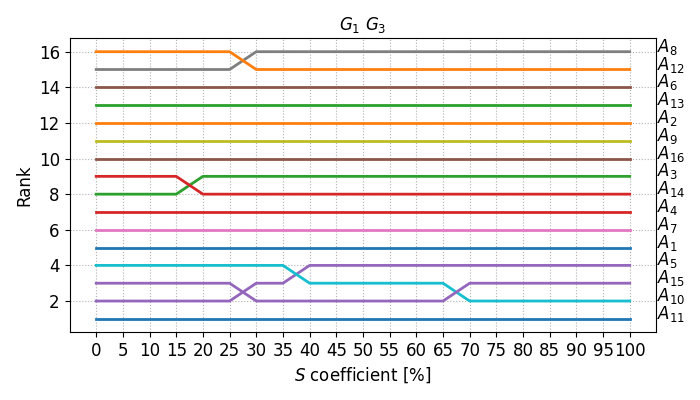 G₁ G₃
16
14
12
10
8
6
4
2
Rank
A₈
A₁₂
A₆
A₁₃
A₂
A₉
A₁₆
A₃
A₁₄
A₄
A₇
A₁
A₅
A₁₅
A₁₀
A₁₁
0 5 10 15 20 25 30 35 40 45 50 55 60 65 70 75 80 85 90 95 100
S coefficient [%]